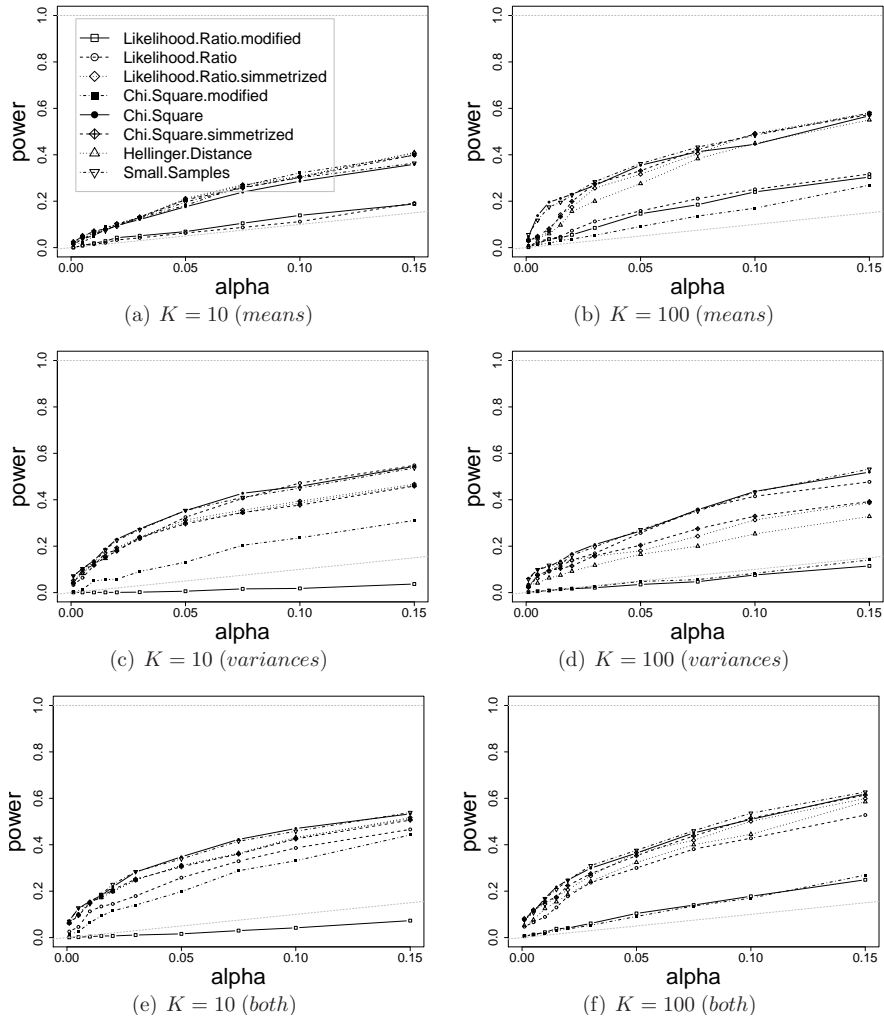 1.0
0.8
0.6
0.4
0.2
0.0
power
Likelihood.Ratio.modified
Likelihood.Ratio
Likelihood.Ratio.simmetrized
Chi.Square.modified
Chi.Square
Chi.Square.simmetrized
Hellinger.Distance
Small.Samples
0.00 0.05 0.10 0.15
alpha
(a) K = 10 (means)
1.0
0.8
0.6
0.4
0.2
0.0
power
0.00 0.05 0.10 0.15
alpha
(b) K = 100 (means)
1.0
0.8
0.6
0.4
0.2
0.0
power
0.00 0.05 0.10 0.15
alpha
(c) K = 10 (variances)
1.0
0.8
0.6
0.4
0.2
0.0
power
0.00 0.05 0.10 0.15
alpha
(d) K = 100 (variances)
1.0
0.8
0.6
0.4
0.2
0.0
power
0.00 0.05 0.10 0.15
alpha
(e) K = 10 (both)
1.0
0.8
0.6
0.4
0.2
0.0
power
0.00 0.05 0.10 0.15
alpha
(f) K = 100 (both)